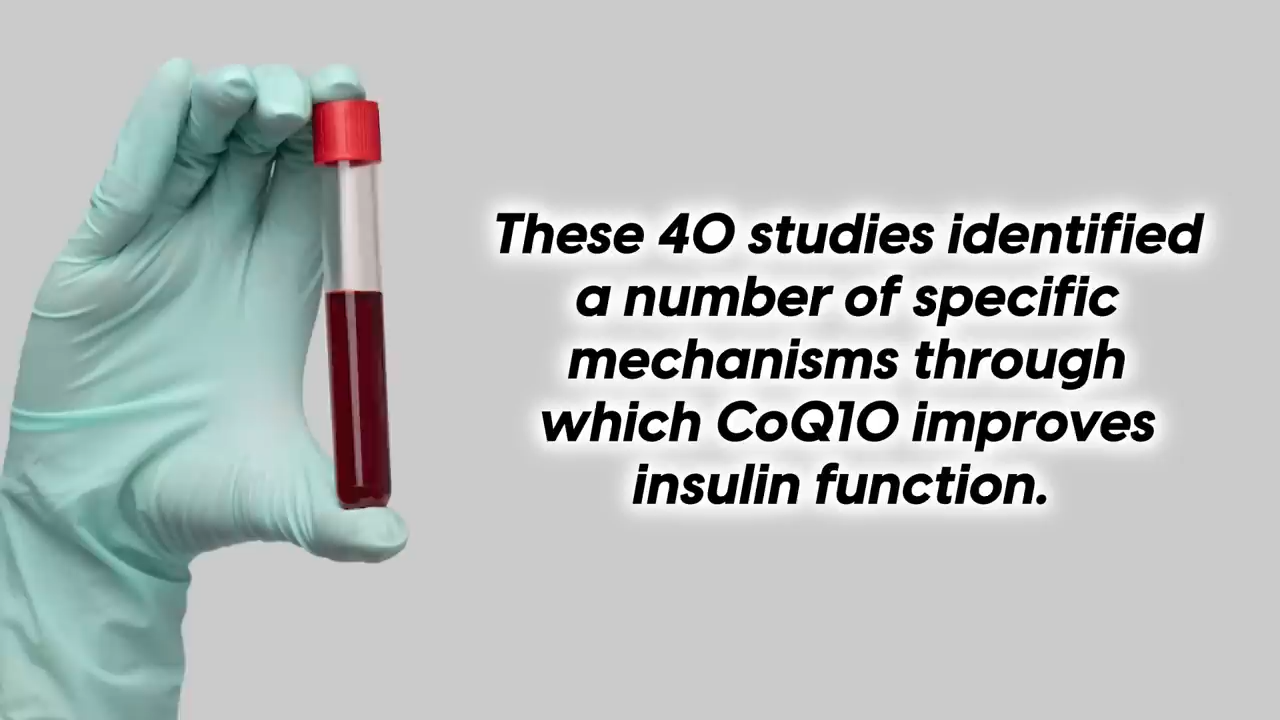 These 40 studies identified
a number of specific
mechanisms through
which CoQ10 improves
insulin function.